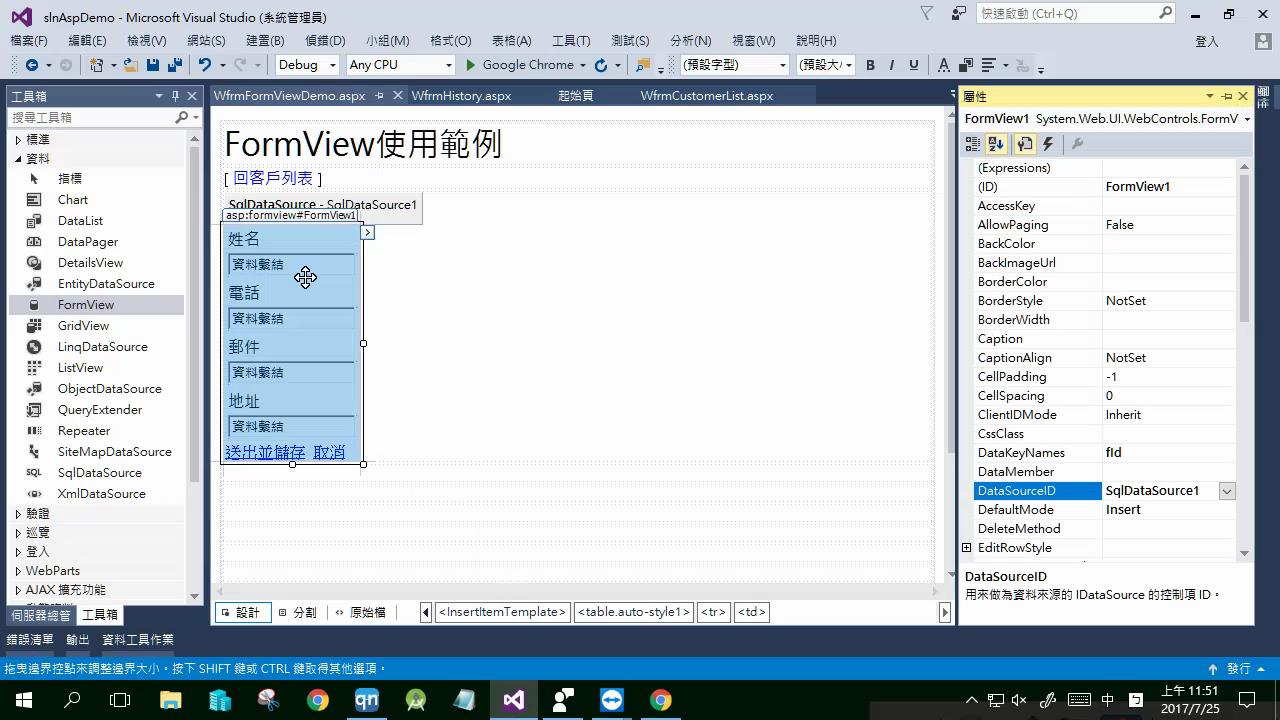 slnAspDemo - Microsoft Visual Studio (系統管理員)
快速啟動 (Ctrl+Q)
檔案(F) 編輯(E) 檢視(V) 網站(S) 建置(B) 偵錯(D) 小組(M) 格式(O) 表格(A) 工具(T) 測試(S) 分析(N) 視窗(W) 說明(H) 登入
Debug Any CPU Google Chrome (預設字型) (預設大/ B I U A
工具箱
搜尋工具箱
標準
資料
指標
Chart
DataList
DataPager
DetailsView
EntityDataSource
FormView
GridView
LinqDataSource
ListView
ObjectDataSource
QueryExtender
Repeater
SiteMapDataSource
SQL SqlDataSource
XmlDataSource
驗證
巡覽
登入
WebParts
AJAX 擴充功能
伺服器總管 工具箱
WfrmFormViewDemo.aspx WfrmHistory.aspx 起始頁 WfrmCustomerList.aspx
FormView使用範例
[ 回客戶列表 ]
SqlDataSource - SqlDataSource1
asp:formview#FormView1
姓名
資料繫結
電話
資料繫結
郵件
資料繫結
地址
資料繫結
送出並儲存 取消
設計 分割 原始檔 <InsertItemTemplate> <table.auto-style1> <tr> <td>
屬性
FormView1 System.Web.UI.WebControls.FormV
(Expressions)
(ID) FormView1
AccessKey
AllowPaging False
BackColor
BackImageUrl
BorderColor
BorderStyle NotSet
BorderWidth
Caption
CaptionAlign NotSet
CellPadding -1
CellSpacing 0
ClientIDMode Inherit
CssClass
DataKeyNames fId
DataMember
DataSourceID SqlDataSource1
DefaultMode Insert
DeleteMethod
EditRowStyle
DataSourceID
用來做為資料來源的 IDataSource 的控制項 ID。
錯誤清單 輸出 資料工具作業
拖曳邊界控點來調整邊界大小。按下 SHIFT 鍵或 CTRL 鍵取得其他選項。
發行
qn
中
上午 11:51
2017/7/25